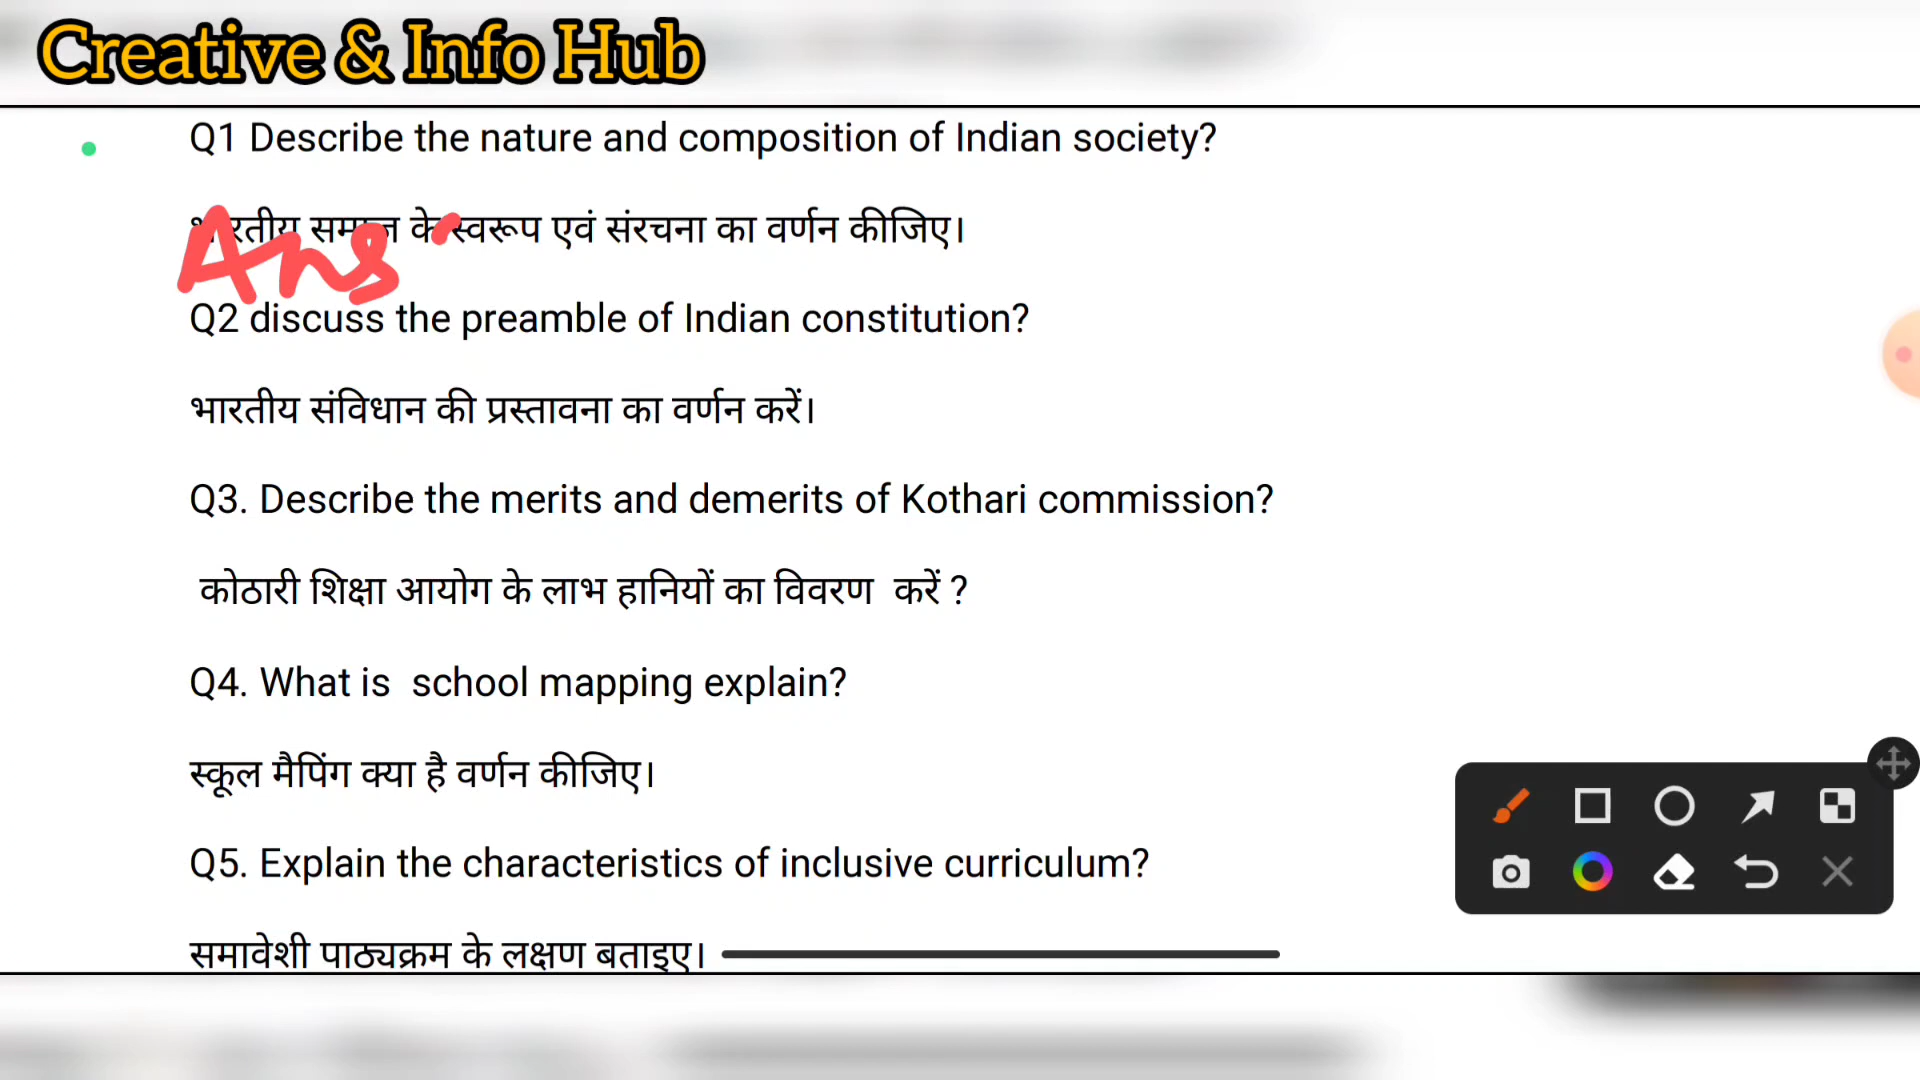 Creative & Info Hub
Q1 Describe the nature and composition of Indian society?
भारतीय समाज के स्वरूप एवं संरचना का वर्णन कीजिए।
Ans
Q2 discuss the preamble of Indian constitution?
भारतीय संविधान की प्रस्तावना का वर्णन करें।
Q3. Describe the merits and demerits of Kothari commission?
कोठारी शिक्षा आयोग के लाभ हानियों का विवरण करें ?
Q4. What is school mapping explain?
स्कूल मैपिंग क्या है वर्णन कीजिए।
Q5. Explain the characteristics of inclusive curriculum?
समावेशी पाठ्यक्रम के लक्षण बताइए।